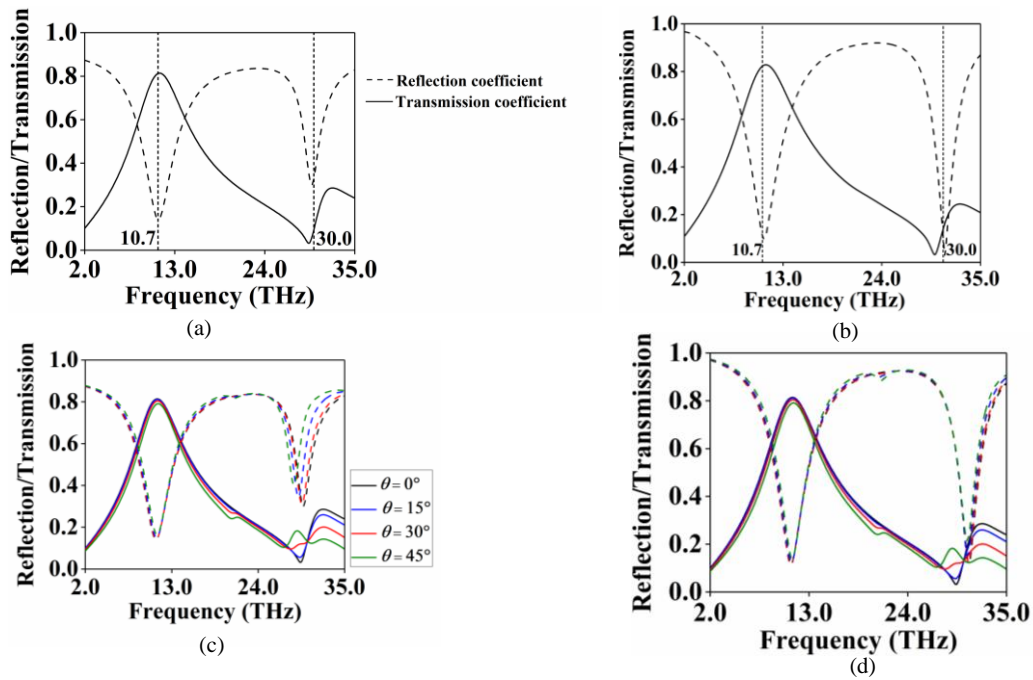 (a)
Reflection/Transmission
1.0
0.8
0.6
0.4
0.2
0.0
10.7
30.0
2.0 13.0 24.0 35.0
Frequency (THz)
(a)
Reflection coefficient
Transmission coefficient
(b)
Reflection/Transmission
1.0
0.8
0.6
0.4
0.2
0.0
10.7
30.0
2.0 13.0 24.0 35.0
Frequency (THz)
(b)
Reflection/Transmission
1.0
0.8
0.6
0.4
0.2
0.0
2.0 13.0 24.0 35.0
Frequency (THz)
(c)
θ = 0°
θ = 15°
θ = 30°
θ = 45°
Reflection/Transmission
1.0
0.8
0.6
0.4
0.2
0.0
2.0 13.0 24.0 35.0
Frequency (THz)
(d)